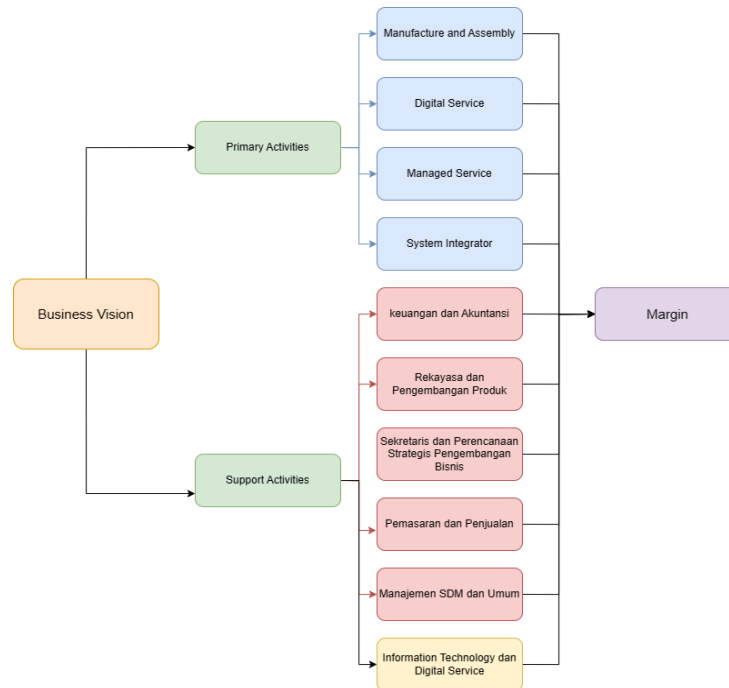 Manufacture and Assembly
Digital Service
Primary Activities
Managed Service
System Integrator
Business Vision
keuangan dan Akuntansi
Margin
Rekayasa dan
Pengembangan Produk
Sekretaris dan Perencanaan
Strategis Pengembangan
Bisnis
Support Activities
Pemasaran dan Penjualan
Manajemen SDM dan Umum
Information Technology dan
Digital Service